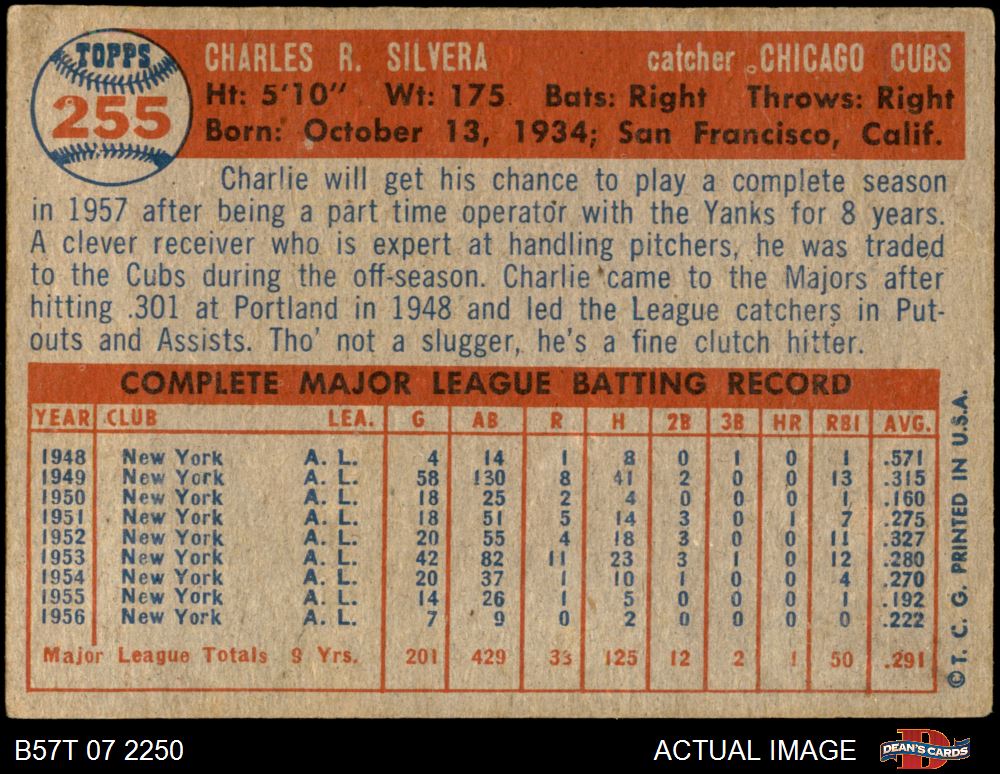 TOPPS
255
CHARLES R. SILVERA catcher CHICAGO CUBS
Ht: 5'10" Wt: 175 Bats: Right Throws: Right
Born: October 13, 1934; San Francisco, Calif.
Charlie will get his chance to play a complete season
in 1957 after being a part time operator with the Yanks for 8 years.
A clever receiver who is expert at handling pitchers, he was traded
to the Cubs during the off-season. Charlie came to the Majors after
hitting .301 at Portland in 1948 and led the League catchers in Put-
outs and Assists. Tho' not a slugger, he's a fine clutch hitter.
COMPLETE MAJOR LEAGUE BATTING RECORD
YEAR CLUB LEA. G AB R H 2B 3B HR RBI AVG.
1948 New York A. L. 4 14 1 8 0 1 0 1 .571
1949 New York A. L. 58 130 8 41 2 0 0 13 .315
1950 New York A. L. 18 25 2 4 0 0 0 1 .160
1951 New York A. L. 18 51 5 14 3 0 1 7 .275
1952 New York A. L. 20 55 4 18 3 0 0 11 .327
1953 New York A. L. 42 82 11 23 3 1 0 12 .280
1954 New York A. L. 20 37 1 10 1 0 0 4 .270
1955 New York A. L. 14 26 1 5 0 0 0 1 .192
1956 New York A. L. 7 9 0 2 0 0 0 0 .222
Major League Totals 9 Yrs. 201 429 33 125 12 2 1 50 .291
©T. C. G. PRINTED IN U.S.A.
B57T 07 2250 ACTUAL IMAGE DEAN'S CARDS